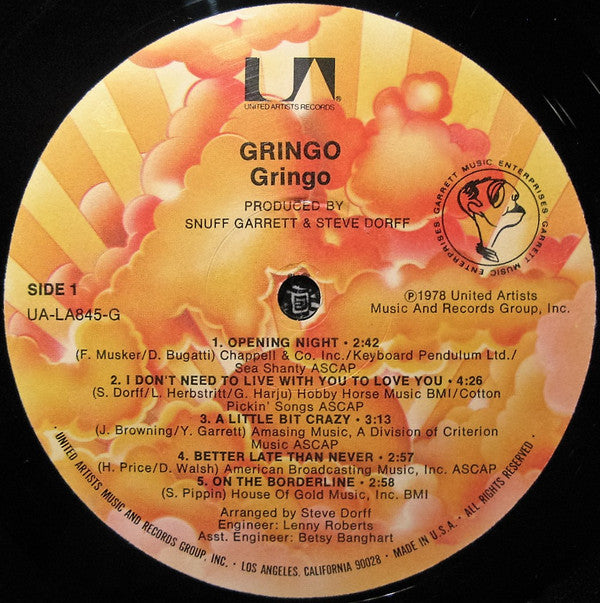 UA
UNITED ARTISTS RECORDS®
GRINGO
Gringo
PRODUCED BY
SNUFF GARRETT & STEVE DORFF
GARRETT MUSIC ENTERPRISES · GARRETT MUSIC ENTERPRISES ·
SIDE 1
UA-LA845-G
℗1978 United Artists
Music And Records Group, Inc.
1. OPENING NIGHT • 2:42
(F. Musker/D. Bugatti) Chappell & Co. Inc./Keyboard Pendulum Ltd./
Sea Shanty ASCAP
2. I DON'T NEED TO LIVE WITH YOU TO LOVE YOU • 4:26
(S. Dorff/L. Herbstritt/G. Harju) Hobby Horse Music BMI/Cotton
Pickin' Songs ASCAP
3. A LITTLE BIT CRAZY • 3:13
(J. Browning/Y. Garrett) Amasing Music, A Division of Criterion
Music ASCAP
4. BETTER LATE THAN NEVER • 2:57
(H. Price/D. Walsh) American Broadcasting Music, Inc. ASCAP
5. ON THE BORDERLINE • 2:58
(S. Pippin) House Of Gold Music, Inc. BMI
Arranged by Steve Dorff
Engineer: Lenny Roberts
Asst. Engineer: Betsy Banghart
· UNITED ARTISTS MUSIC AND RECORDS GROUP, INC. · LOS ANGELES, CALIFORNIA 90028 · MADE IN U.S.A. · ALL RIGHTS RESERVED ·